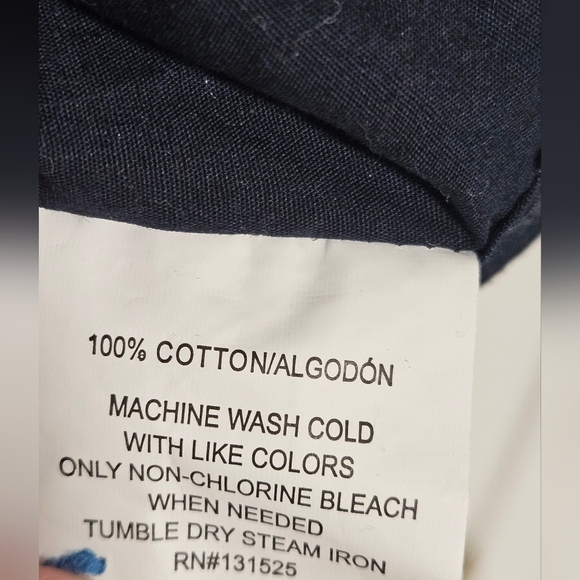 100% COTTON/ALGODÓN
MACHINE WASH COLD
WITH LIKE COLORS
ONLY NON-CHLORINE BLEACH
WHEN NEEDED
TUMBLE DRY STEAM IRON
RN#131525